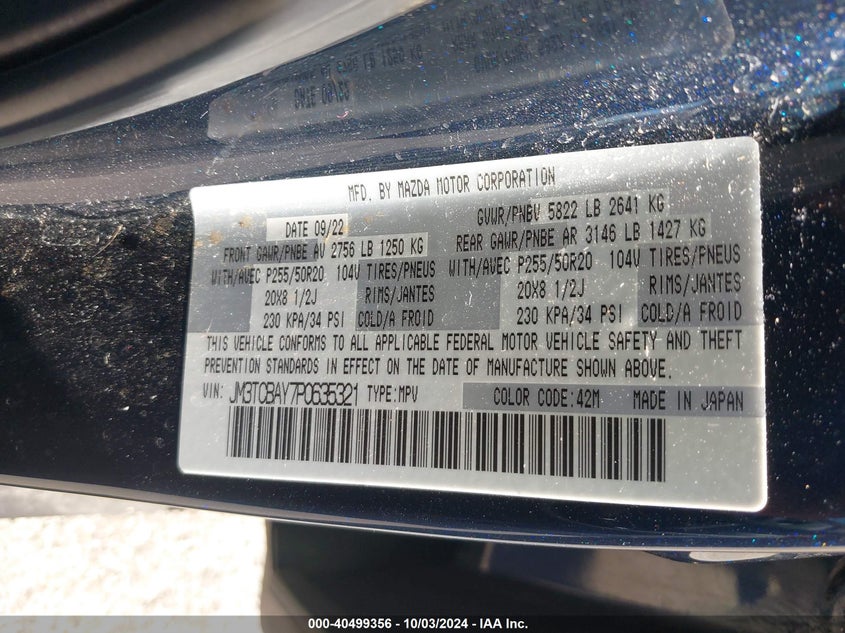 MFD. BY MAZDA MOTOR CORPORATION
DATE 09/22
GVWR/PNBV 5822 LB 2641 KG
FRONT GAWR/PNBE AV 2756 LB 1250 KG
REAR GAWR/PNBE AR 3146 LB 1427 KG
WITH/AVEC P255/50R20 104V TIRES/PNEUS
WITH/AVEC P255/50R20 104V TIRES/PNEUS
20X8 1/2J RIMS/JANTES
20X8 1/2J RIMS/JANTES
230 KPA/34 PSI COLD/A FROID
230 KPA/34 PSI COLD/A FROID
THIS VEHICLE CONFORMS TO ALL APPLICABLE FEDERAL MOTOR VEHICLE SAFETY AND THEFT
PREVENTION STANDARDS IN EFFECT ON THE DATE OF MANUFACTURE SHOWN ABOVE.
VIN: JM3TCBAY7P0635321 TYPE:MPV COLOR CODE:42M MADE IN JAPAN
000-40499356 - 10/03/2024 - IAA Inc.